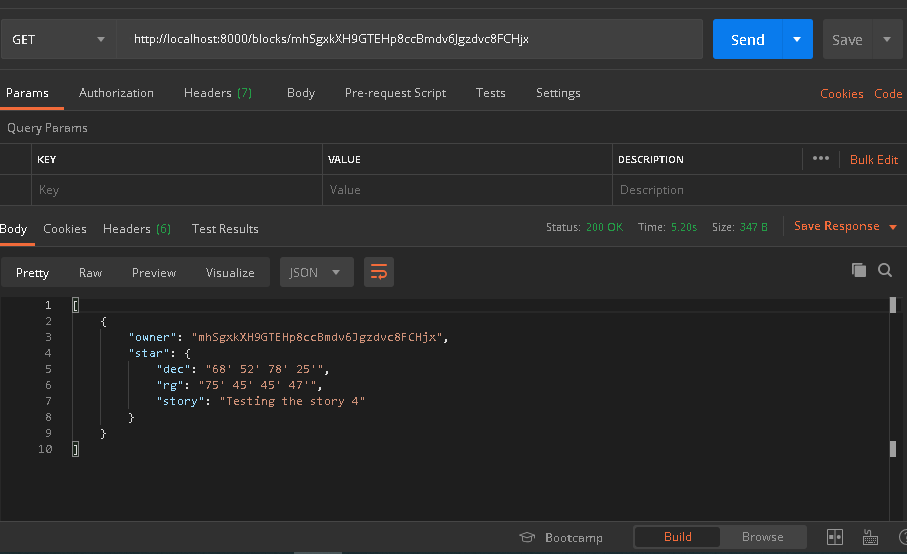 GET http://localhost:8000/blocks/mhSgxkXH9GTEHp8ccBmdv6Jgzdvc8FCHjx Send Save
Params Authorization Headers (7) Body Pre-request Script Tests Settings Cookies Code
Query Params
KEY VALUE DESCRIPTION ••• Bulk Edit
Key Value Description
Body Cookies Headers (6) Test Results Status: 200 OK Time: 5.20s Size: 347 B Save Response
Pretty Raw Preview Visualize JSON
1 [
2 {
3 "owner": "mhSgxkXH9GTEHp8ccBmdv6Jgzdvc8FCHjx",
4 "star": {
5 "dec": "68' 52' 78' 25'",
6 "rg": "75' 45' 45' 47'",
7 "story": "Testing the story 4"
8 }
9 }
10 ]
Bootcamp Build Browse